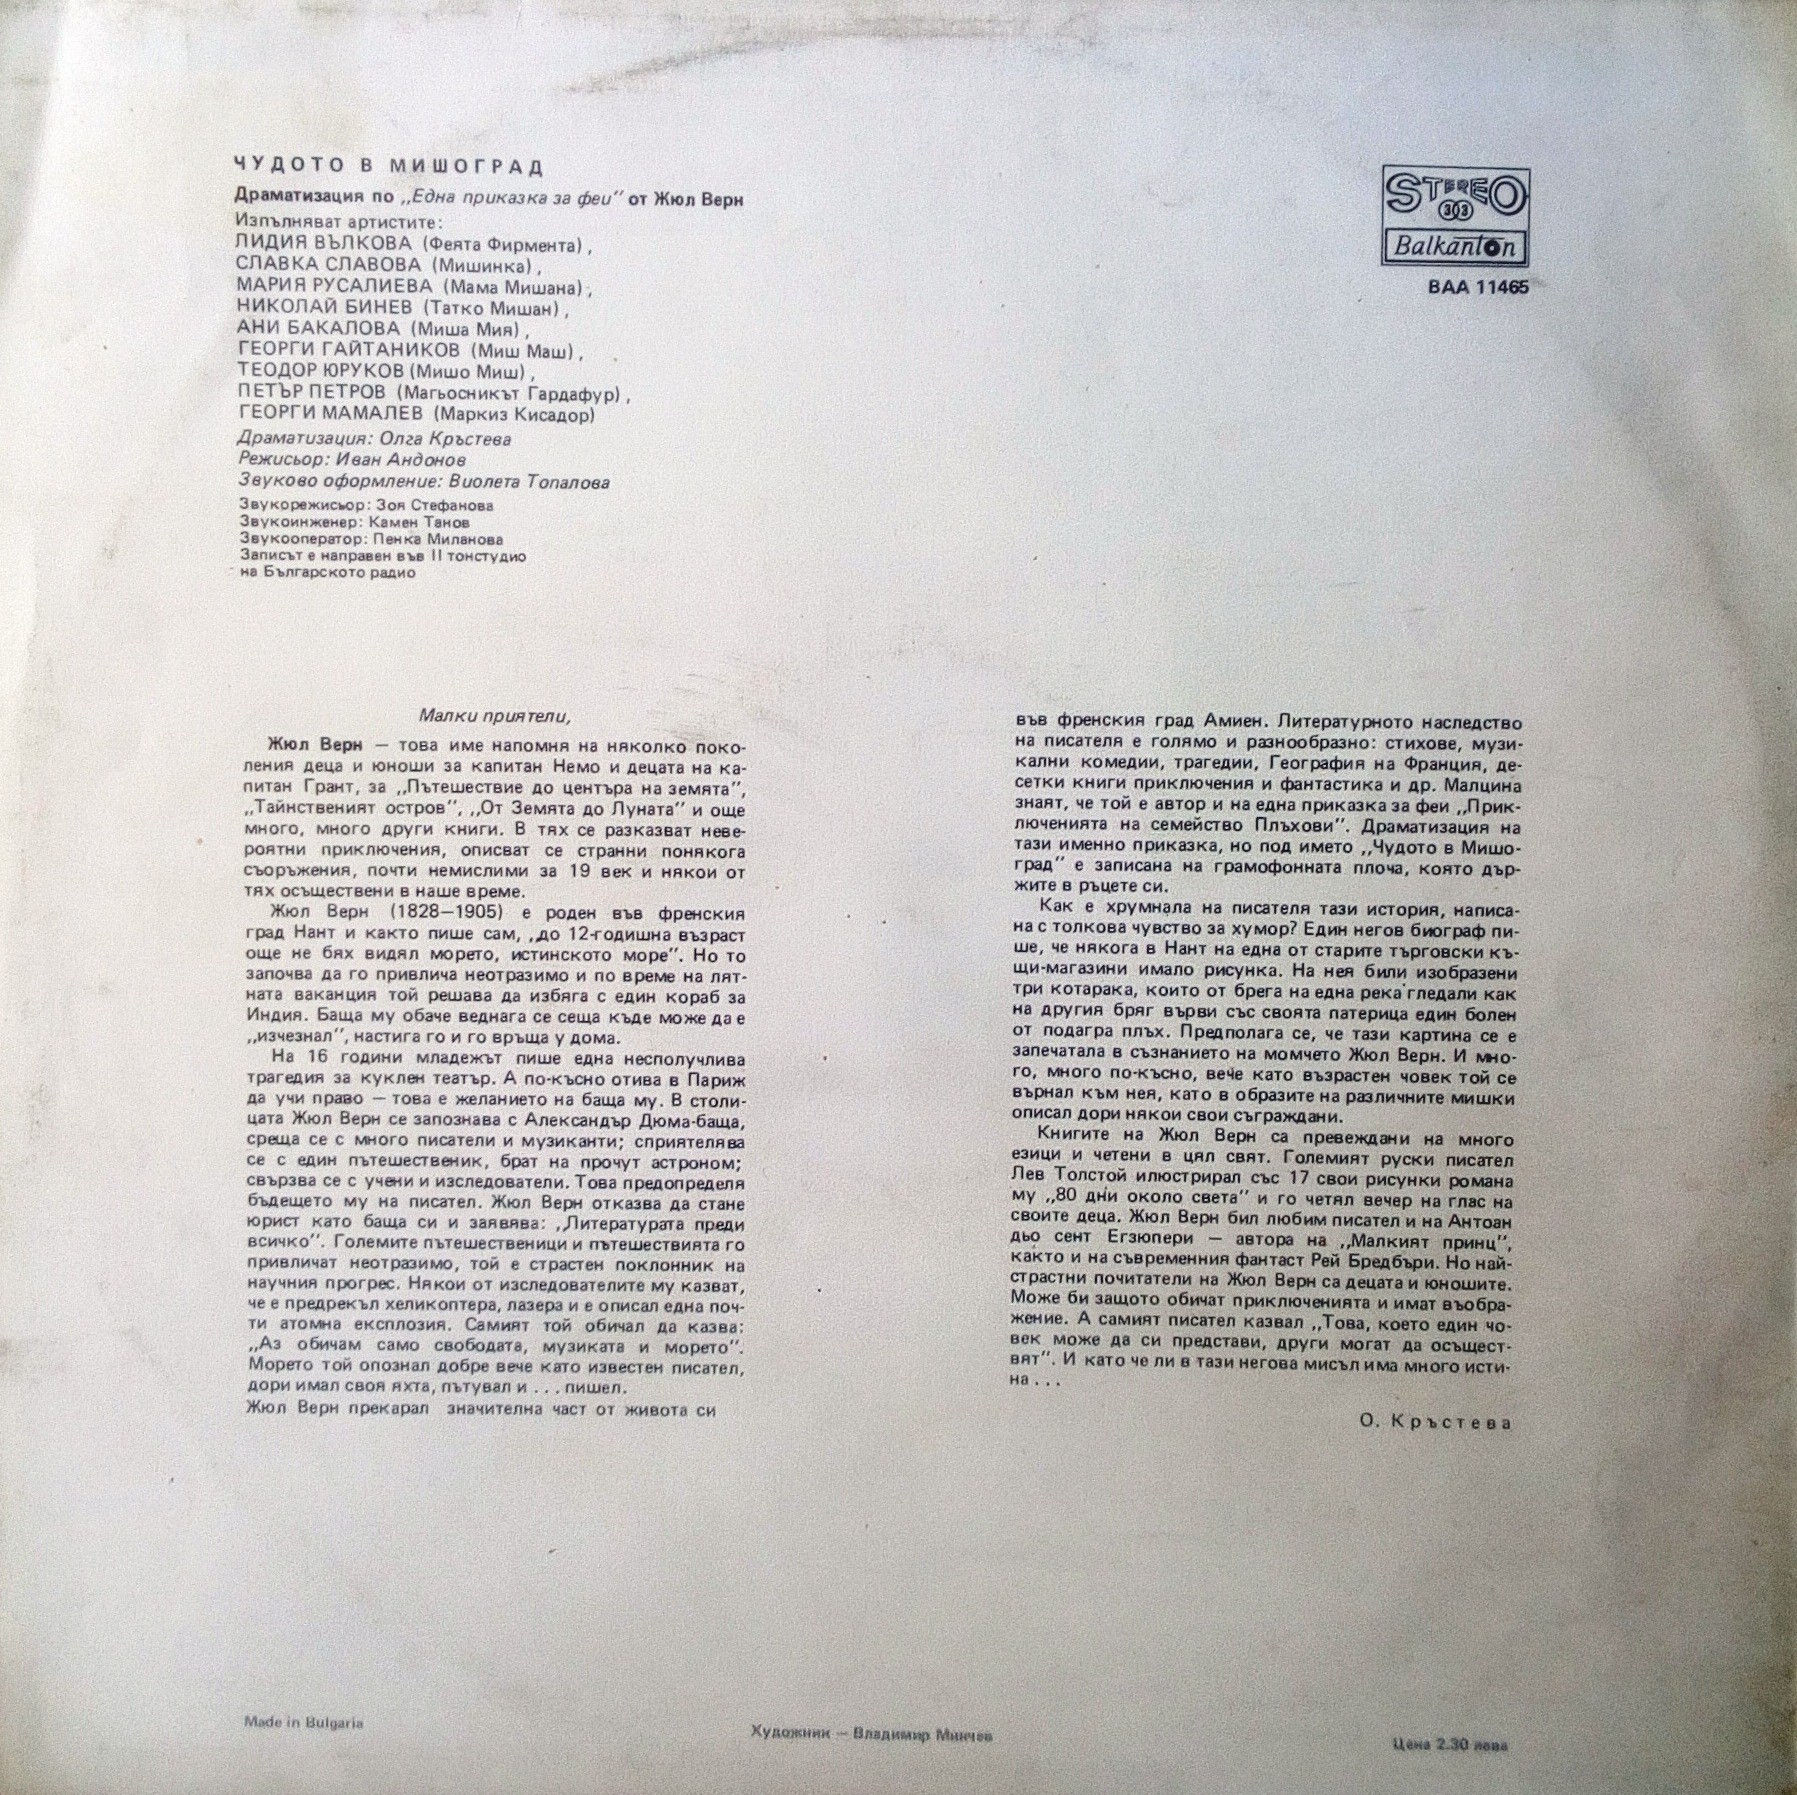 ЧУДОТО В МИШОГРАД
Драматизация по „Една приказка за феи" от Жюл Верн
Изпълняват артистите:
ЛИДИЯ ВЪЛКОВА (Феята Фирмента),
СЛАВКА СЛАВОВА (Мишинка),
МАРИЯ РУСАЛИЕВА (Мама Мишана),
НИКОЛАЙ БИНЕВ (Татко Мишан),
АНИ БАКАЛОВА (Миша Мия),
ГЕОРГИ ГАЙТАНИКОВ (Миш Маш),
ТЕОДОР ЮРУКОВ (Мишо Миш),
ПЕТЪР ПЕТРОВ (Магьосникът Гардафур),
ГЕОРГИ МАМАЛЕВ (Маркиз Кисадор)
Драматизация: Олга Кръстева
Режисьор: Иван Андонов
Звуково оформление: Виолета Топалова
Звукорежисьор: Зоя Стефанова
Звукоинженер: Камен Танов
Звукооператор: Пенка Миланова
Записът е направен във II тонстудио
на Българското радио
STEREO
303
Balkanton
ВАА 11465
Малки приятели,
Жюл Верн — това име напомня на няколко поко-
ления деца и юноши за капитан Немо и децата на ка-
питан Грант, за „Пътешествие до центъра на земята",
„Тайнственият остров", „От Земята до Луната" и още
много, много други книги. В тях се разказват неве-
роятни приключения, описват се странни понякога
съоръжения, почти немислими за 19 век и някои от
тях осъществени в наше време.
Жюл Верн (1828—1905) е роден във френския
град Нант и както пише сам, „до 12-годишна възраст
още не бях видял морето, истинското море". Но то
започва да го привлича неотразимо и по време на лят-
ната ваканция той решава да избяга с един кораб за
Индия. Баща му обаче веднага се сеща къде може да е
„изчезнал", настига го и го връща у дома.
На 16 години младежът пише една несполучлива
трагедия за куклен театър. А по-късно отива в Париж
да учи право — това е желанието на баща му. В столи-
цата Жюл Верн се запознава с Александър Дюма-баща,
среща се с много писатели и музиканти; сприятелява
се с един пътешественик, брат на прочут астроном;
свързва се с учени и изследователи. Това предопределя
бъдещето му на писател. Жюл Верн отказва да стане
юрист като баща си и заявява: „Литературата преди
всичко". Големите пътешественици и пътешествията го
привличат неотразимо, той е страстен поклонник на
научния прогрес. Някои от изследователите му казват,
че е предрекъл хеликоптера, лазера и е описал една поч-
ти атомна експлозия. Самият той обичал да казва:
„Аз обичам само свободата, музиката и морето".
Морето той опознал добре вече като известен писател,
дори имал своя яхта, пътувал и ... пишел.
Жюл Верн прекарал значителна част от живота си
във френския град Амиен. Литературното наследство
на писателя е голямо и разнообразно: стихове, музи-
кални комедии, трагедии, География на Франция, де-
сетки книги приключения и фантастика и др. Малцина
знаят, че той е автор и на една приказка за феи „Прик-
люченията на семейство Плъхови". Драматизация на
тази именно приказка, но под името „Чудото в Мишо-
град" е записана на грамофонната плоча, която дър-
жите в ръцете си.
Как е хрумнала на писателя тази история, написа-
на с толкова чувство за хумор? Един негов биограф пи-
ше, че някога в Нант на една от старите търговски къ-
щи-магазини имало рисунка. На нея били изобразени
три котарака, които от брега на една река гледали как
на другия бряг върви със своята патерица един болен
от подагра плъх. Предполага се, че тази картина се е
запечатала в съзнанието на момчето Жюл Верн. И мно-
го, много по-късно, вече като възрастен човек той се
върнал към нея, като в образите на различните мишки
описал дори някои свои съграждани.
Книгите на Жюл Верн са превеждани на много
езици и четени в цял свят. Големият руски писател
Лев Толстой илюстрирал със 17 свои рисунки романа
му „80 дни около света" и го четял вечер на глас на
своите деца. Жюл Верн бил любим писател и на Антоан
дьо сент Егзюпери — автора на „Малкият принц",
както и на съвременния фантаст Рей Бредбъри. Но най-
страстни почитатели на Жюл Верн са децата и юношите.
Може би защото обичат приключенията и имат въобра-
жение. А самият писател казвал „Това, което един чо-
век може да си представи, други могат да осъщест-
вят". И като че ли в тази негова мисъл има много исти-
на ...
О. Кръстева
Made in Bulgaria
Художник — Владимир Минчев
Цена 2.30 лева